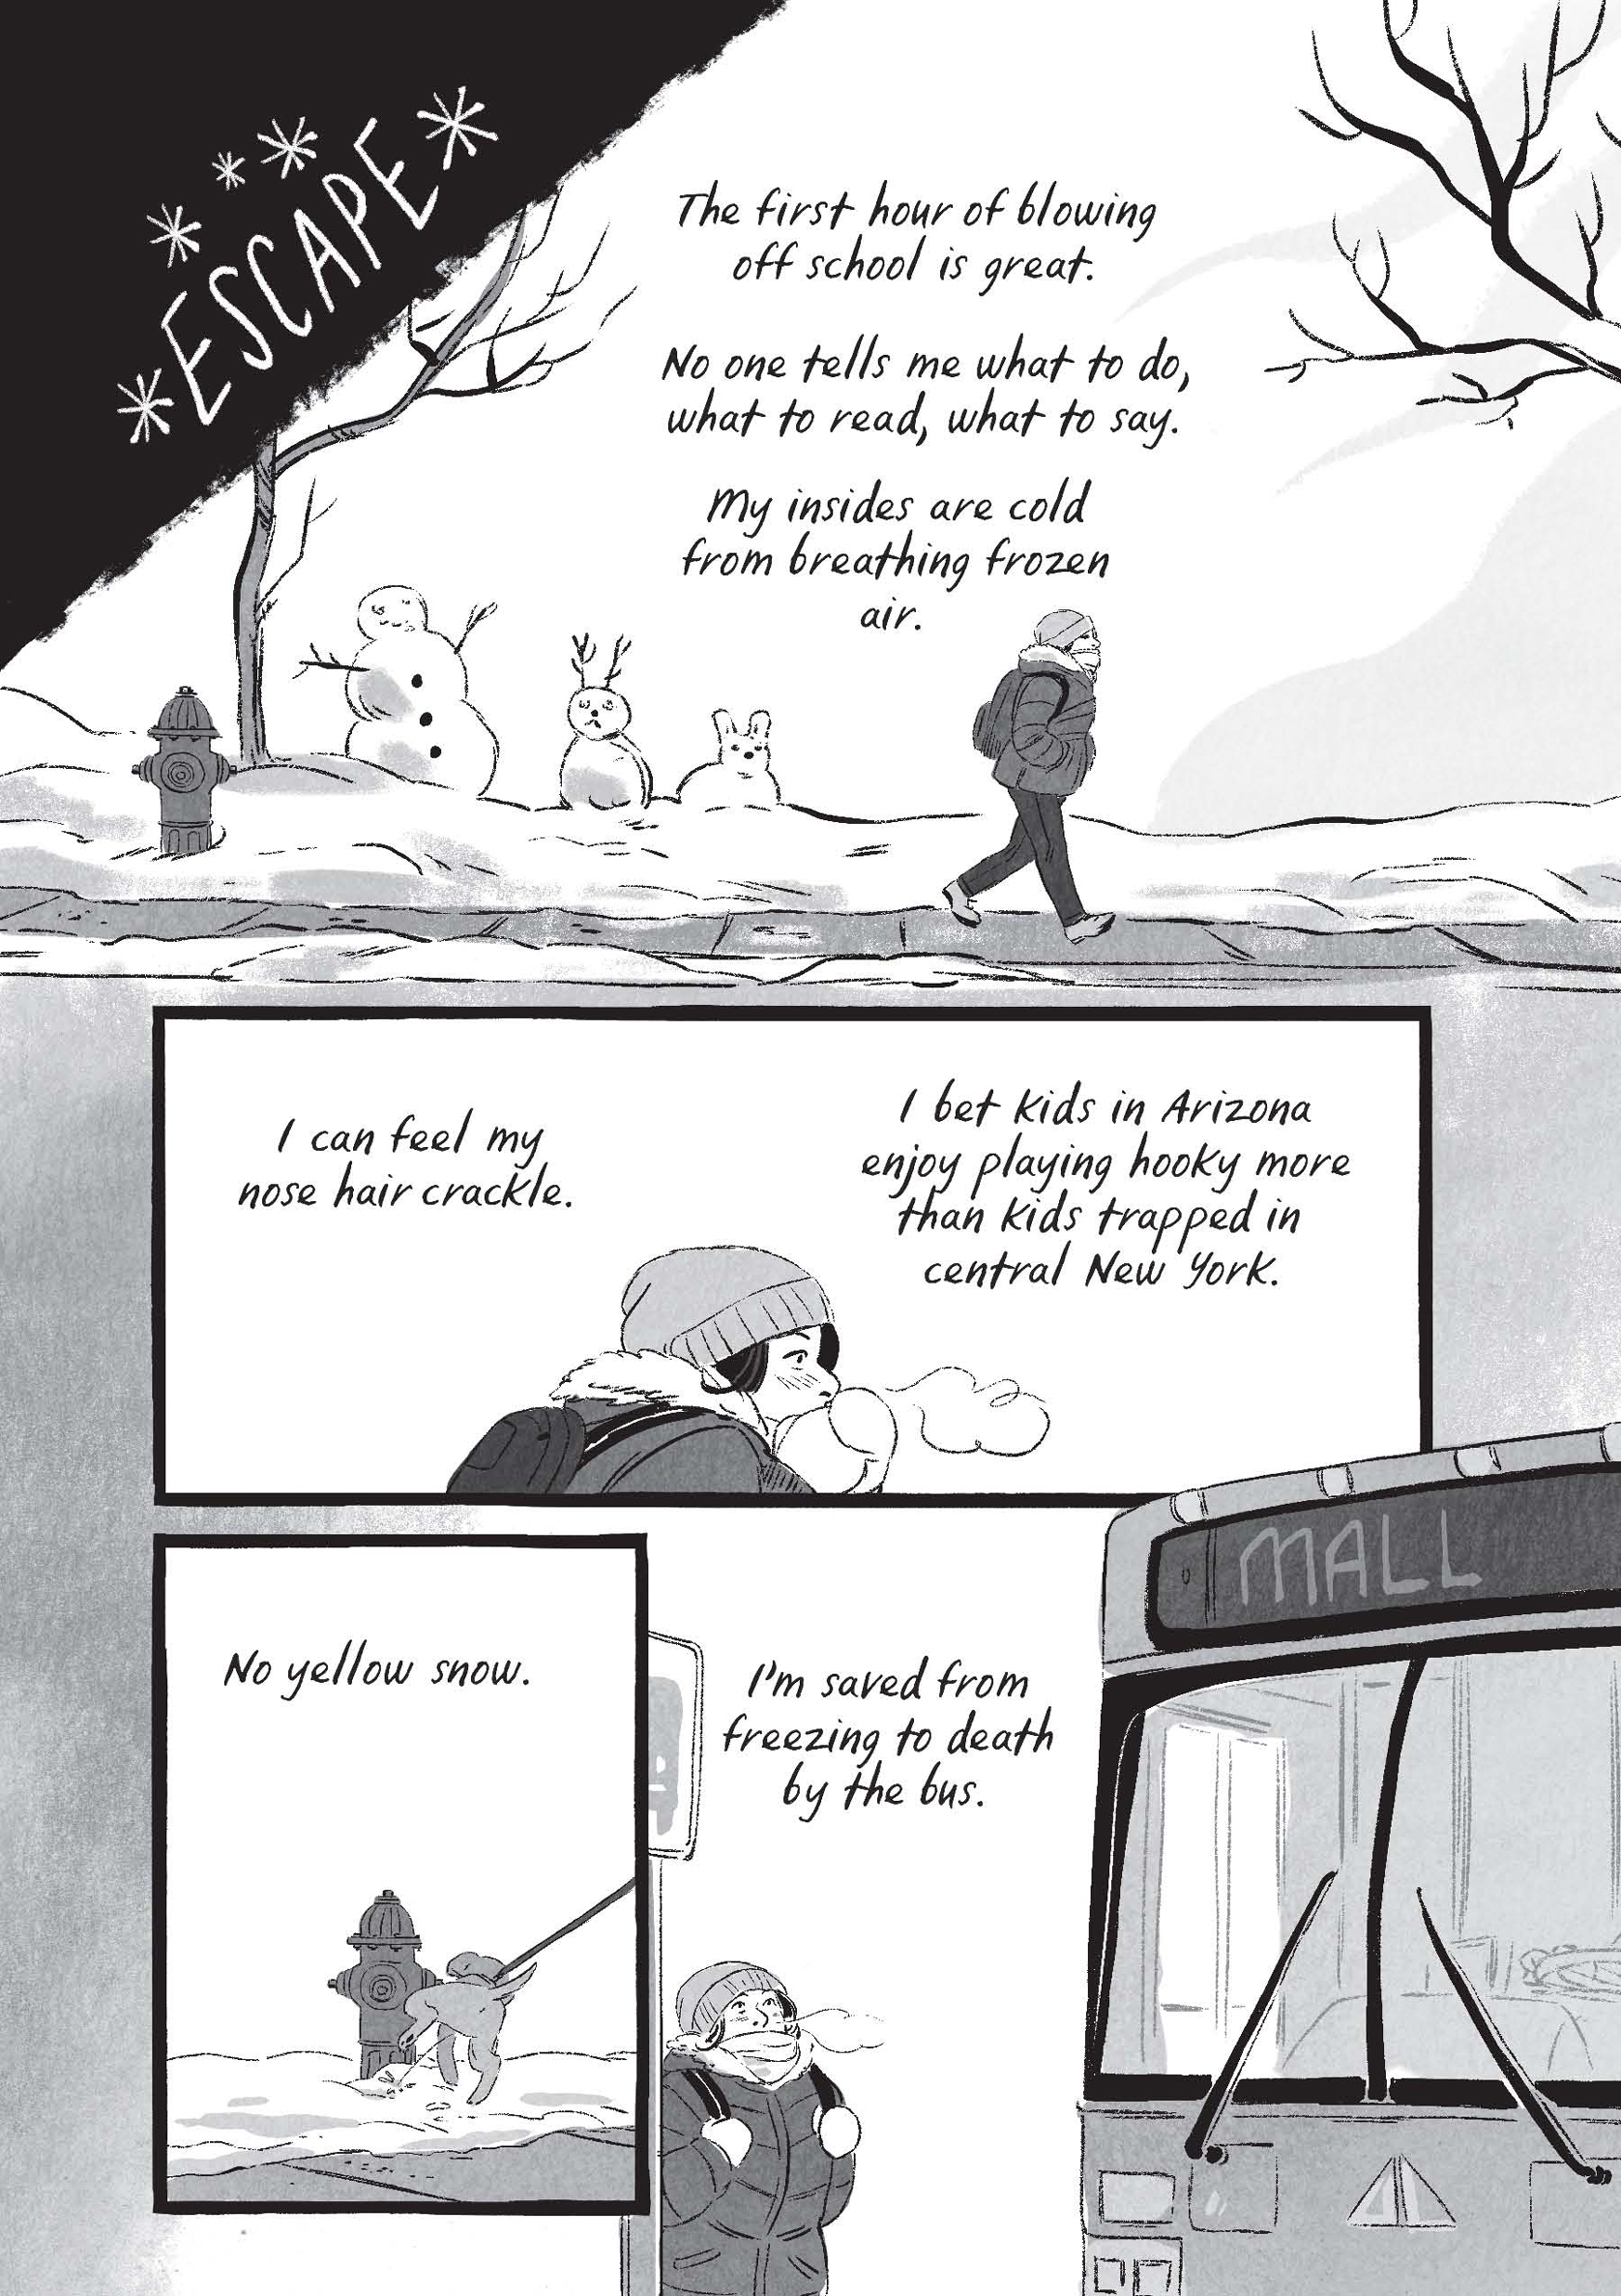 ESCAPE
The first hour of blowing
off school is great.
No one tells me what to do,
what to read, what to say.
My insides are cold
from breathing frozen
air.
I can feel my
nose hair crackle.
I bet kids in Arizona
enjoy playing hooky more
than kids trapped in
central New York.
MALL
No yellow snow.
I'm saved from
freezing to death
by the bus.